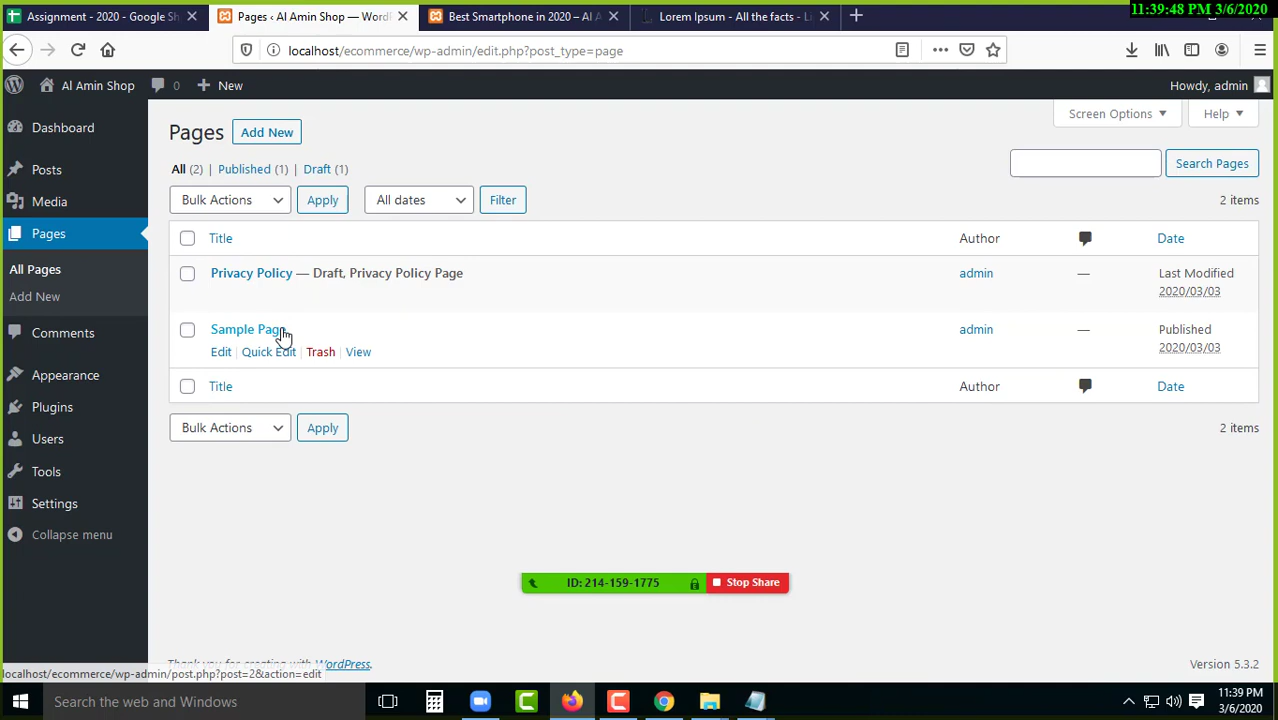 11:39:48 PM 3/6/2020
Assignment - 2020 - Google Sh
Pages ‹ Al Amin Shop — WordP
Best Smartphone in 2020 – Al A
Lorem Ipsum - All the facts - Li
localhost/ecommerce/wp-admin/edit.php?post_type=page
Al Amin Shop
0
New
Howdy, admin
Dashboard
Posts
Media
Pages
All Pages
Add New
Comments
Appearance
Plugins
Users
Tools
Settings
Collapse menu
Screen Options
Help
Pages
Add New
All (2) | Published (1) | Draft (1)
Search Pages
Bulk Actions
Apply
All dates
Filter
2 items
Title
Author
Date
Privacy Policy — Draft, Privacy Policy Page
admin
—
Last Modified
2020/03/03
Sample Page
admin
—
Published
2020/03/03
Edit | Quick Edit | Trash | View
Title
Author
Date
Bulk Actions
Apply
2 items
ID: 214-159-1775
Stop Share
Thank you for creating with WordPress.
Version 5.3.2
localhost/ecommerce/wp-admin/post.php?post=2&action=edit
Search the web and Windows
11:39 PM
3/6/2020